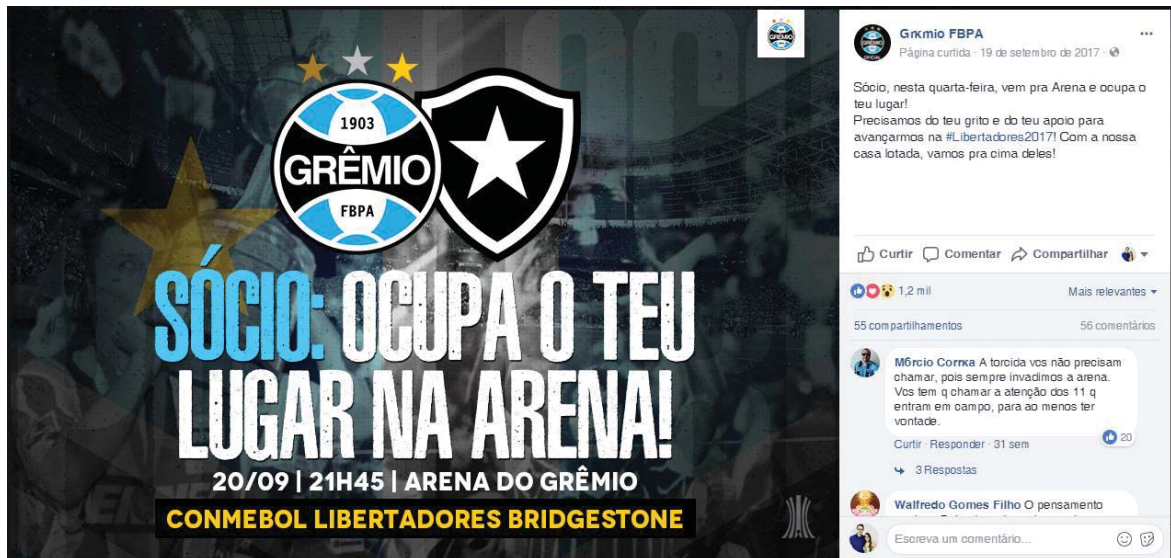 GRÊMIO
1903
GRÊMIO
FBPA
SÓCIO: OCUPA O TEU
LUGAR NA ARENA!
20/09 | 21H45 | ARENA DO GRÊMIO
CONMEBOL LIBERTADORES BRIDGESTONE
Grкmio FBPA
Página curtida · 19 de setembro de 2017 ·
Sócio, nesta quarta-feira, vem pra Arena e ocupa o
teu lugar!
Precisamos do teu grito e do teu apoio para
avançarmos na #Libertadores2017! Com a nossa
casa lotada, vamos pra cima deles!
Curtir Comentar Compartilhar
1,2 mil Mais relevantes
55 compartilhamentos 56 comentários
Mбrcio Corrкa A torcida vcs não precisam
chamar, pois sempre invadimos a arena.
Vcs tem q chamar a atenção dos 11 q
entram em campo, para ao menos ter
vontade.
20
Curtir · Responder · 31 sem
3 Respostas
Walfredo Gomes Filho O pensamento
Escreva um comentário...